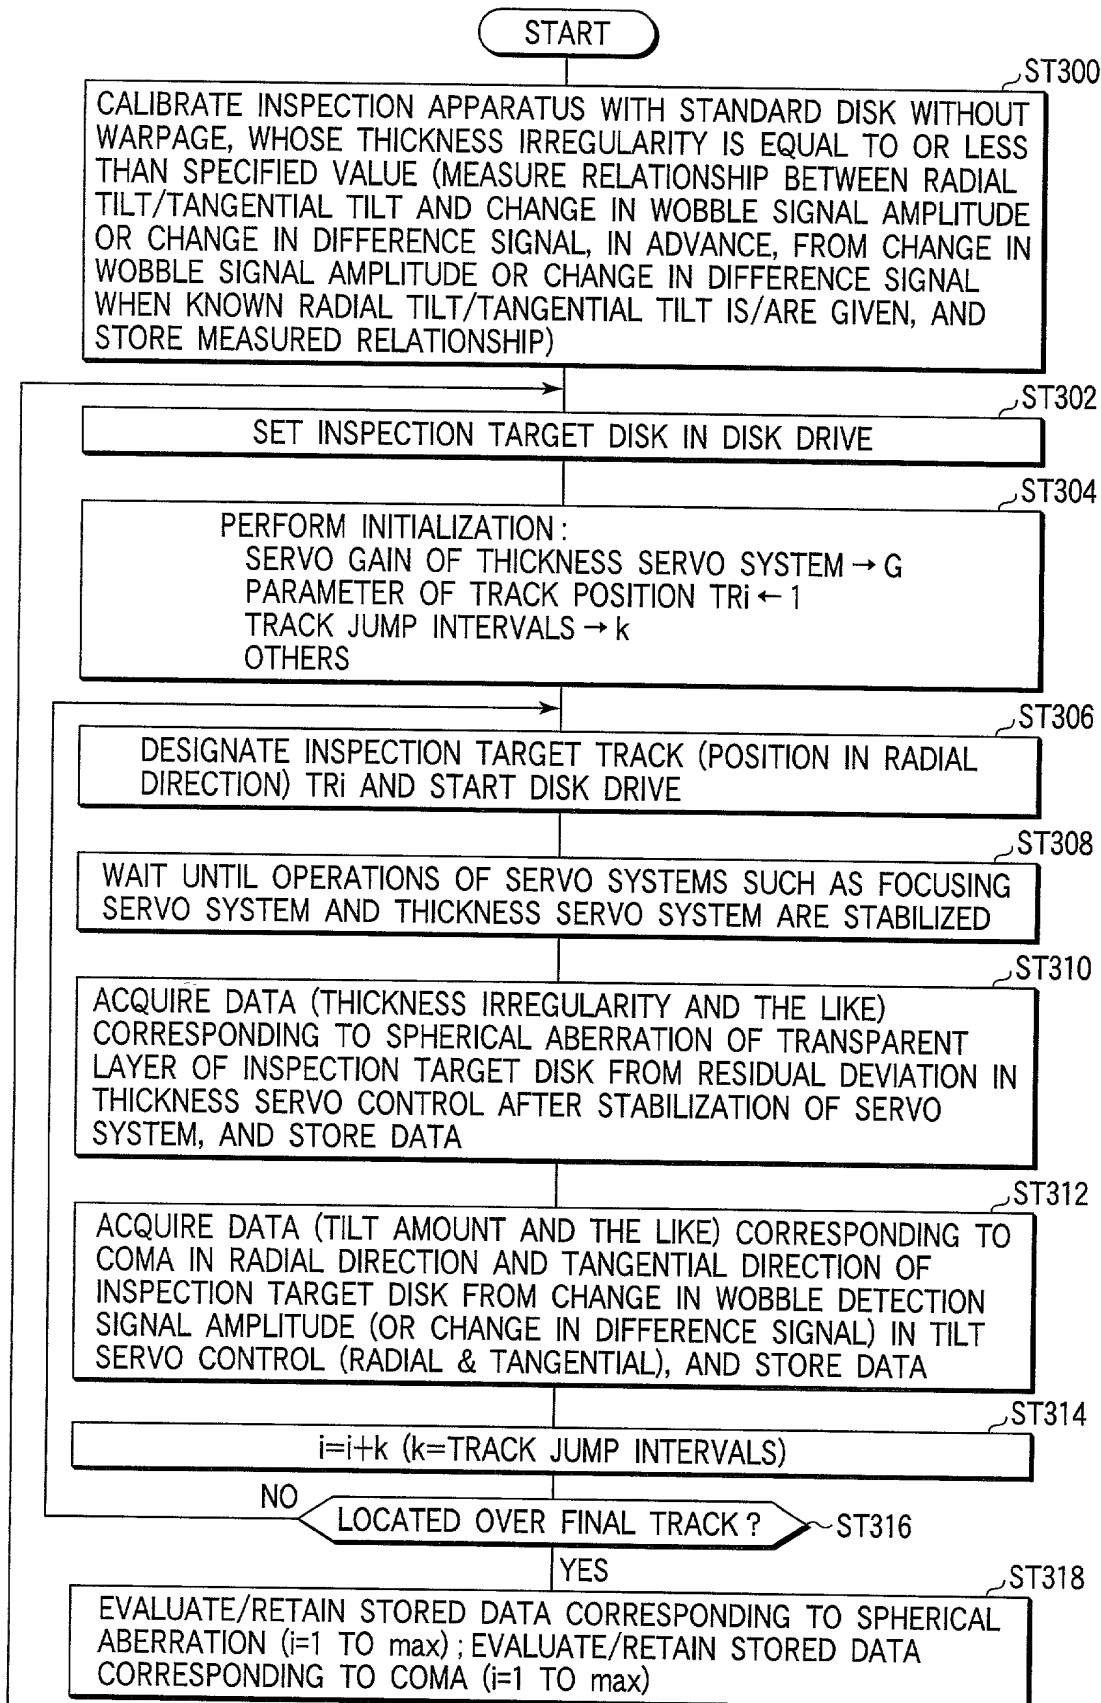 START
ST300
CALIBRATE INSPECTION APPARATUS WITH STANDARD DISK WITHOUT
WARPAGE, WHOSE THICKNESS IRREGULARITY IS EQUAL TO OR LESS
THAN SPECIFIED VALUE (MEASURE RELATIONSHIP BETWEEN RADIAL
TILT/TANGENTIAL TILT AND CHANGE IN WOBBLE SIGNAL AMPLITUDE
OR CHANGE IN DIFFERENCE SIGNAL, IN ADVANCE, FROM CHANGE IN
WOBBLE SIGNAL AMPLITUDE OR CHANGE IN DIFFERENCE SIGNAL
WHEN KNOWN RADIAL TILT/TANGENTIAL TILT IS/ARE GIVEN, AND
STORE MEASURED RELATIONSHIP)
ST302
SET INSPECTION TARGET DISK IN DISK DRIVE
ST304
PERFORM INITIALIZATION:
SERVO GAIN OF THICKNESS SERVO SYSTEM → G
PARAMETER OF TRACK POSITION TRi ← 1
TRACK JUMP INTERVALS → k
OTHERS
ST306
DESIGNATE INSPECTION TARGET TRACK (POSITION IN RADIAL
DIRECTION) TRi AND START DISK DRIVE
ST308
WAIT UNTIL OPERATIONS OF SERVO SYSTEMS SUCH AS FOCUSING
SERVO SYSTEM AND THICKNESS SERVO SYSTEM ARE STABILIZED
ST310
ACQUIRE DATA (THICKNESS IRREGULARITY AND THE LIKE)
CORRESPONDING TO SPHERICAL ABERRATION OF TRANSPARENT
LAYER OF INSPECTION TARGET DISK FROM RESIDUAL DEVIATION IN
THICKNESS SERVO CONTROL AFTER STABILIZATION OF SERVO
SYSTEM, AND STORE DATA
ST312
ACQUIRE DATA (TILT AMOUNT AND THE LIKE) CORRESPONDING TO
COMA IN RADIAL DIRECTION AND TANGENTIAL DIRECTION OF
INSPECTION TARGET DISK FROM CHANGE IN WOBBLE DETECTION
SIGNAL AMPLITUDE (OR CHANGE IN DIFFERENCE SIGNAL) IN TILT
SERVO CONTROL (RADIAL & TANGENTIAL), AND STORE DATA
ST314
i=i+k (k=TRACK JUMP INTERVALS)
NO
LOCATED OVER FINAL TRACK?
ST316
YES
ST318
EVALUATE/RETAIN STORED DATA CORRESPONDING TO SPHERICAL
ABERRATION (i=1 TO max); EVALUATE/RETAIN STORED DATA
CORRESPONDING TO COMA (i=1 TO max)